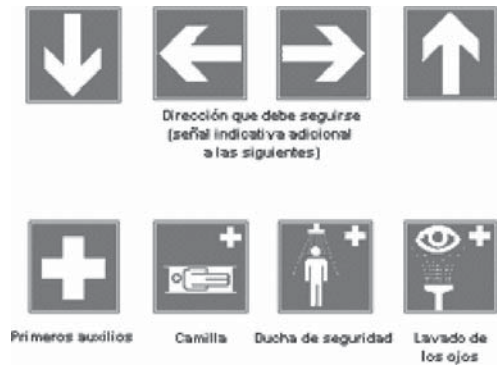 Dirección que debe seguirse
(señal indicativa adicional
a las siguientes)
Primeros auxilios
Camilla
Ducha de seguridad
Lavado de
los ojos